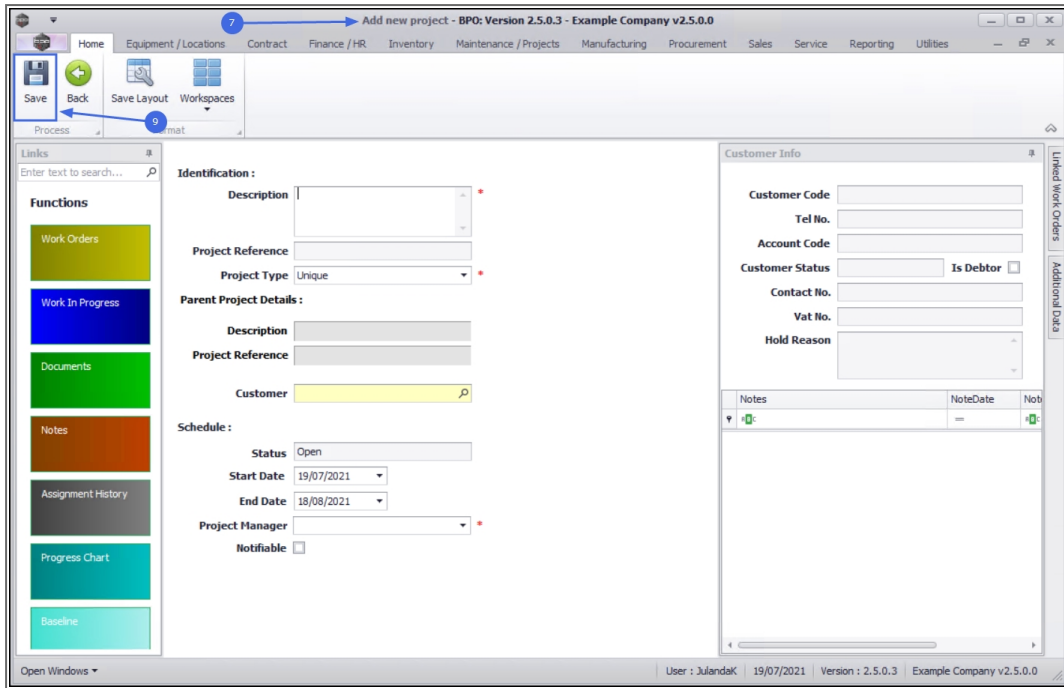 7
Add new project - BPO: Version 2.5.0.3 - Example Company v2.5.0.0
Home Equipment / Locations Contract Finance / HR Inventory Maintenance / Projects Manufacturing Procurement Sales Service Reporting Utilities
Save Back Save Layout Workspaces
9
Process
Links
Enter text to search...
Functions
Work Orders
Work In Progress
Documents
Notes
Assignment History
Progress Chart
Baseline
Identification :
Description *
Project Reference
Project Type Unique *
Parent Project Details :
Description
Project Reference
Customer
Schedule :
Status Open
Start Date 19/07/2021
End Date 18/08/2021
Project Manager *
Notifiable
Customer Info
Customer Code
Tel No.
Account Code
Customer Status Is Debtor
Contact No.
Vat No.
Hold Reason
Notes NoteDate
=
Linked Work Orders
Additional Data
Open Windows User : JulandaK 19/07/2021 Version : 2.5.0.3 Example Company v2.5.0.0